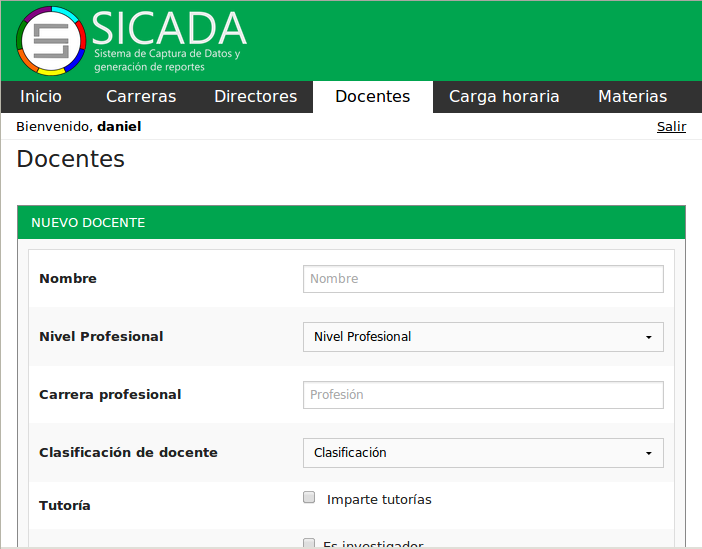 SICADA
Sistema de Captura de Datos y
generación de reportes
Inicio Carreras Directores Docentes Carga horaria Materias
Bienvenido, daniel Salir
Docentes
NUEVO DOCENTE
Nombre Nombre
Nivel Profesional Nivel Profesional
Carrera profesional Profesión
Clasificación de docente Clasificación
Tutoría Imparte tutorías
Es investigador